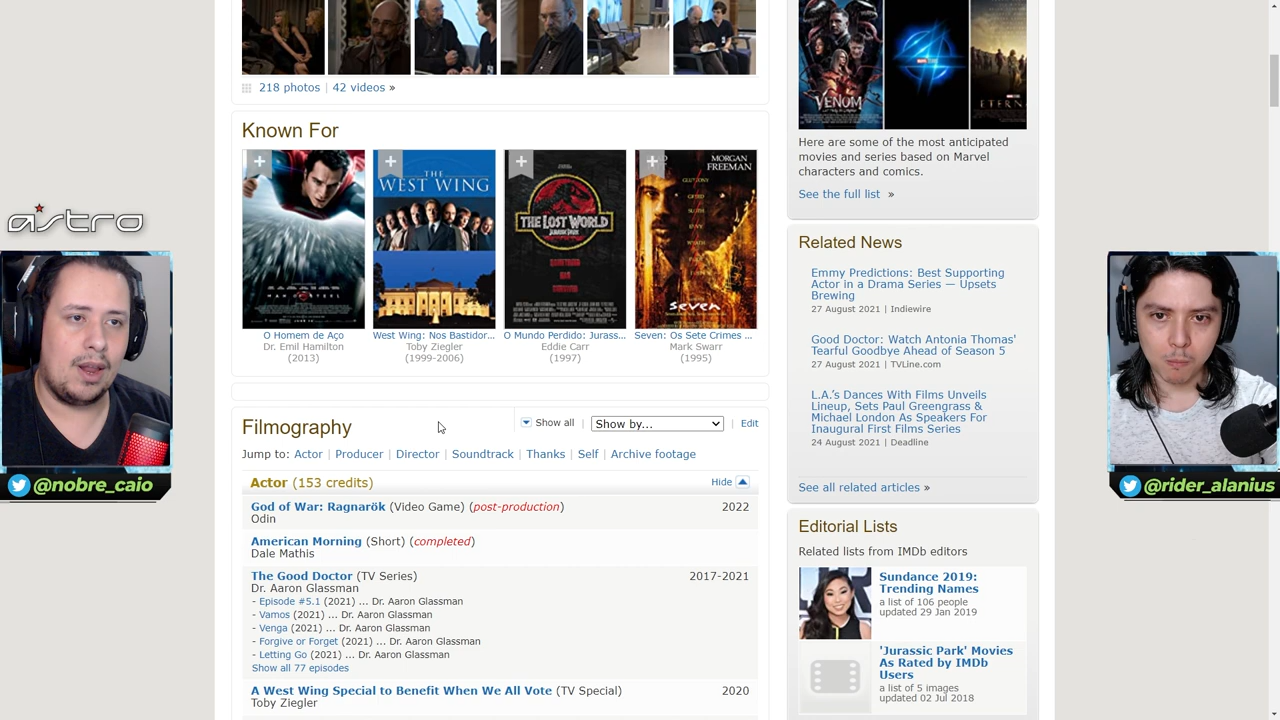 218 photos | 42 videos »
Known For
MAN OF STEEL
THE
WEST WING
THE LOST WORLD
JURASSIC PARK
MORGAN
FREEMAN
GLUTTONY
GREED
SLOTH
ENVY
WRATH
PRIDE
LUST
Seven
O Homem de Aço
Dr. Emil Hamilton
(2013)
West Wing: Nos Bastidor...
Toby Ziegler
(1999-2006)
O Mundo Perdido: Jurass...
Eddie Carr
(1997)
Seven: Os Sete Crimes ...
Mark Swarr
(1995)
Filmography
Show all | Show by... | Edit
Jump to: Actor | Producer | Director | Soundtrack | Thanks | Self | Archive footage
Actor (153 credits)
Hide
God of War: Ragnarök (Video Game) (post-production) 2022
Odin
American Morning (Short) (completed)
Dale Mathis
The Good Doctor (TV Series) 2017-2021
Dr. Aaron Glassman
- Episode #5.1 (2021) ... Dr. Aaron Glassman
- Vamos (2021) ... Dr. Aaron Glassman
- Venga (2021) ... Dr. Aaron Glassman
- Forgive or Forget (2021) ... Dr. Aaron Glassman
- Letting Go (2021) ... Dr. Aaron Glassman
Show all 77 episodes
A West Wing Special to Benefit When We All Vote (TV Special) 2020
Toby Ziegler
VENOM
ETERN
Here are some of the most anticipated
movies and series based on Marvel
characters and comics.
See the full list »
Related News
Emmy Predictions: Best Supporting
Actor in a Drama Series — Upsets
Brewing
27 August 2021 | Indiewire
Good Doctor: Watch Antonia Thomas'
Tearful Goodbye Ahead of Season 5
27 August 2021 | TVLine.com
L.A.'s Dances With Films Unveils
Lineup, Sets Paul Greengrass &
Michael London As Speakers For
Inaugural First Films Series
24 August 2021 | Deadline
See all related articles »
Editorial Lists
Related lists from IMDb editors
Sundance 2019:
Trending Names
a list of 106 people
updated 29 Jan 2019
'Jurassic Park' Movies
As Rated by IMDb
Users
a list of 5 images
updated 02 Jul 2018
astro
@nobre_caio
@rider_alanius